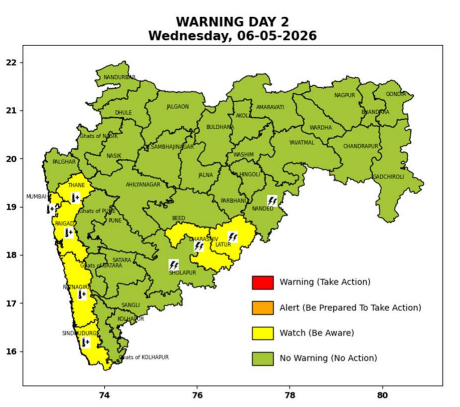 WARNING DAY 2
Wednesday, 06-05-2026
22
21
20
19
18
17
16
74
76
78
80
NANDURBAR
DHULE
JALGAON
AKOLA
AMARAVATI
NAGPUR
GONDIA
BHANDARA
BULDHANA
WARDHA
Ghats of NASIK
NASIK
SAMBHAJINAGAR
WASHIM
YAVATMAL
CHANDRAPUR
GADCHIROLI
PALGHAR
THANE
AHILYANAGAR
JALNA
HINGOLI
PARBHANI
NANDED
MUMBAI
Ghats of PUNE
PUNE
RAIGAD
BEED
DHARASHIV
LATUR
SATARA
Ghats of SATARA
SHOLAPUR
RATNAGIRI
SANGLI
KOLHAPUR
SINDHUDURG
Ghats of KOLHAPUR
Warning (Take Action)
Alert (Be Prepared To Take Action)
Watch (Be Aware)
No Warning (No Action)